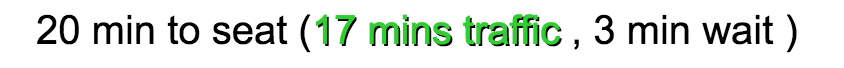 20 min to seat (17 mins traffic , 3 min wait )